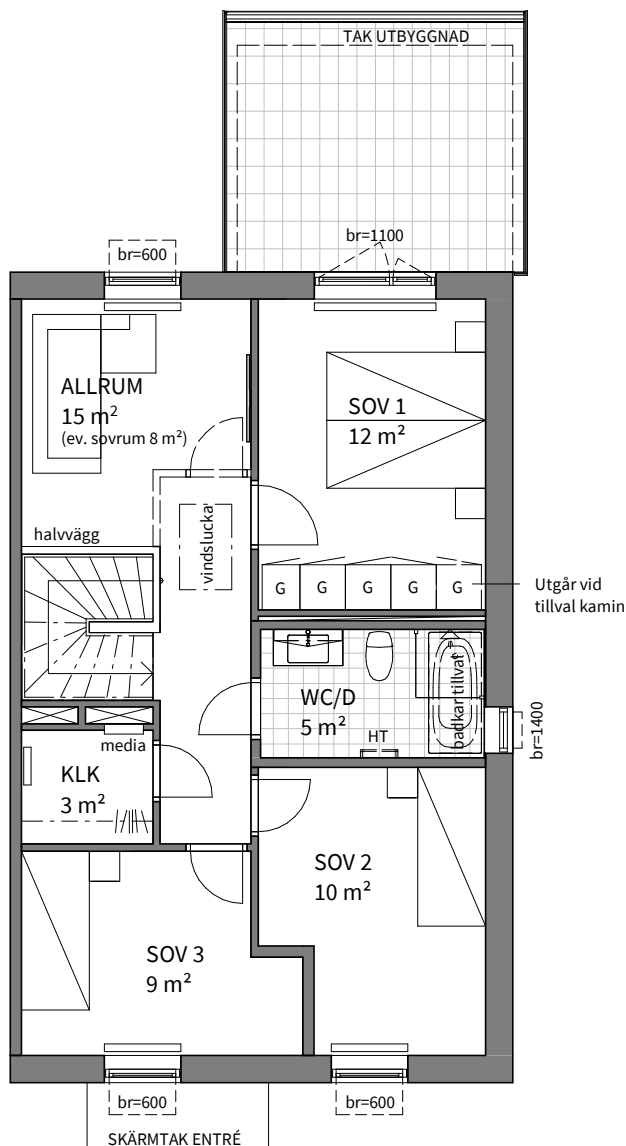 TAK UTBYGGNAD
br=600
br=1100
ALLRUM
15 m²
(ev. sovrum 8 m²)
SOV 1
12 m²
vindslucka
halvvägg
G G G G G
Utgår vid
tillval kamin
WC/D
5 m²
HT
badkar tillval
br=1400
media
KLK
3 m²
SOV 2
10 m²
SOV 3
9 m²
br=600
br=600
SKÄRMTAK ENTRÉ